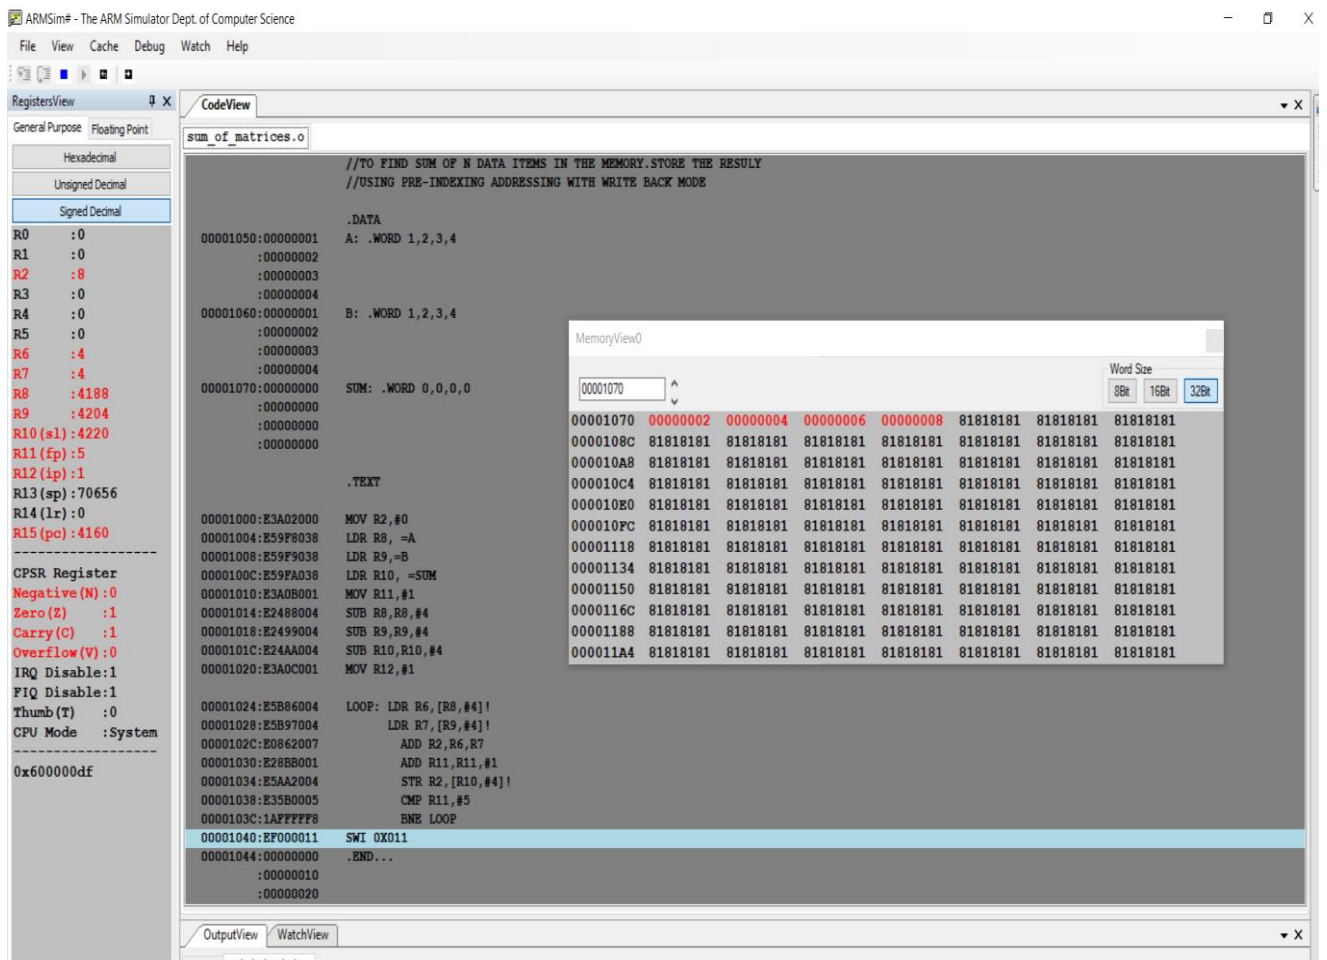 ARMSim# - The ARM Simulator Dept. of Computer Science
File View Cache Debug Watch Help
RegistersView
General Purpose Floating Point
Hexadecimal
Unsigned Decimal
Signed Decimal
R0 :0
R1 :0
R2 :8
R3 :0
R4 :0
R5 :0
R6 :4
R7 :4
R8 :4188
R9 :4204
R10(sl):4220
R11(fp):5
R12(ip):1
R13(sp):70656
R14(lr):0
R15(pc):4160
------------------
CPSR Register
Negative(N):0
Zero(Z) :1
Carry(C) :1
Overflow(V):0
IRQ Disable:1
FIQ Disable:1
Thumb(T) :0
CPU Mode :System
------------------
0x600000df
CodeView
sum_of_matrices.o
//TO FIND SUM OF N DATA ITEMS IN THE MEMORY.STORE THE RESULY
//USING PRE-INDEXING ADDRESSING WITH WRITE BACK MODE
.DATA
00001050:00000001 A: .WORD 1,2,3,4
:00000002
:00000003
:00000004
00001060:00000001 B: .WORD 1,2,3,4
:00000002
:00000003
:00000004
00001070:00000000 SUM: .WORD 0,0,0,0
:00000000
:00000000
:00000000
.TEXT
00001000:E3A02000 MOV R2,#0
00001004:E59F8038 LDR R8, =A
00001008:E59F9038 LDR R9,=B
0000100C:E59FA038 LDR R10, =SUM
00001010:E3A0B001 MOV R11,#1
00001014:E2488004 SUB R8,R8,#4
00001018:E2499004 SUB R9,R9,#4
0000101C:E24AA004 SUB R10,R10,#4
00001020:E3A0C001 MOV R12,#1
00001024:E5B86004 LOOP: LDR R6,[R8,#4]!
00001028:E5B97004 LDR R7,[R9,#4]!
0000102C:E0862007 ADD R2,R6,R7
00001030:E28BB001 ADD R11,R11,#1
00001034:E5AA2004 STR R2,[R10,#4]!
00001038:E35B0005 CMP R11,#5
0000103C:1AFFFFF8 BNE LOOP
00001040:EF000011 SWI 0X011
00001044:00000000 .END...
:00000010
:00000020
MemoryView0
00001070
Word Size
8Bit 16Bit 32Bit
00001070 00000002 00000004 00000006 00000008 81818181 81818181 81818181
0000108C 81818181 81818181 81818181 81818181 81818181 81818181 81818181
000010A8 81818181 81818181 81818181 81818181 81818181 81818181 81818181
000010C4 81818181 81818181 81818181 81818181 81818181 81818181 81818181
000010E0 81818181 81818181 81818181 81818181 81818181 81818181 81818181
000010FC 81818181 81818181 81818181 81818181 81818181 81818181 81818181
00001118 81818181 81818181 81818181 81818181 81818181 81818181 81818181
00001134 81818181 81818181 81818181 81818181 81818181 81818181 81818181
00001150 81818181 81818181 81818181 81818181 81818181 81818181 81818181
0000116C 81818181 81818181 81818181 81818181 81818181 81818181 81818181
00001188 81818181 81818181 81818181 81818181 81818181 81818181 81818181
000011A4 81818181 81818181 81818181 81818181 81818181 81818181 81818181
OutputView WatchView